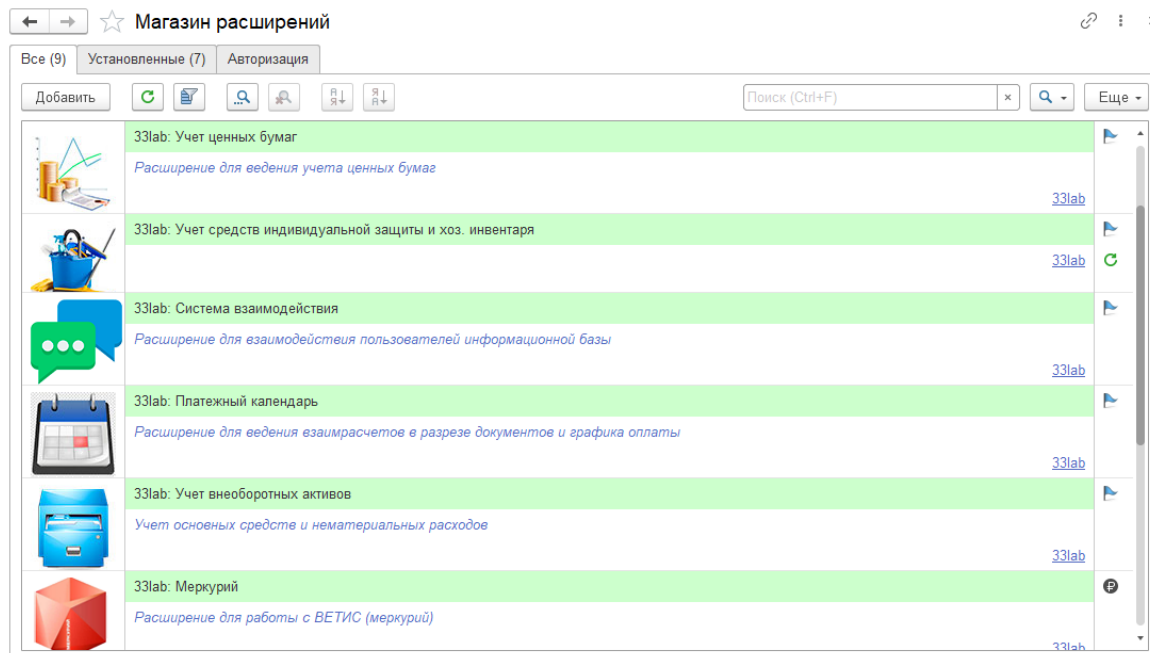 Магазин расширений
Все (9) Установленные (7) Авторизация
Добавить Поиск (Ctrl+F) × Еще
33lab: Учет ценных бумаг
Расширение для ведения учета ценных бумаг
33lab
33lab: Учет средств индивидуальной защиты и хоз. инвентаря
33lab
33lab: Система взаимодействия
Расширение для взаимодействия пользователей информационной базы
33lab
33lab: Платежный календарь
Расширение для ведения взаимрасчетов в разрезе документов и графика оплаты
33lab
33lab: Учет внеоборотных активов
Учет основных средств и нематериальных расходов
33lab
33lab: Меркурий
Расширение для работы с ВЕТИС (меркурий)
33lab